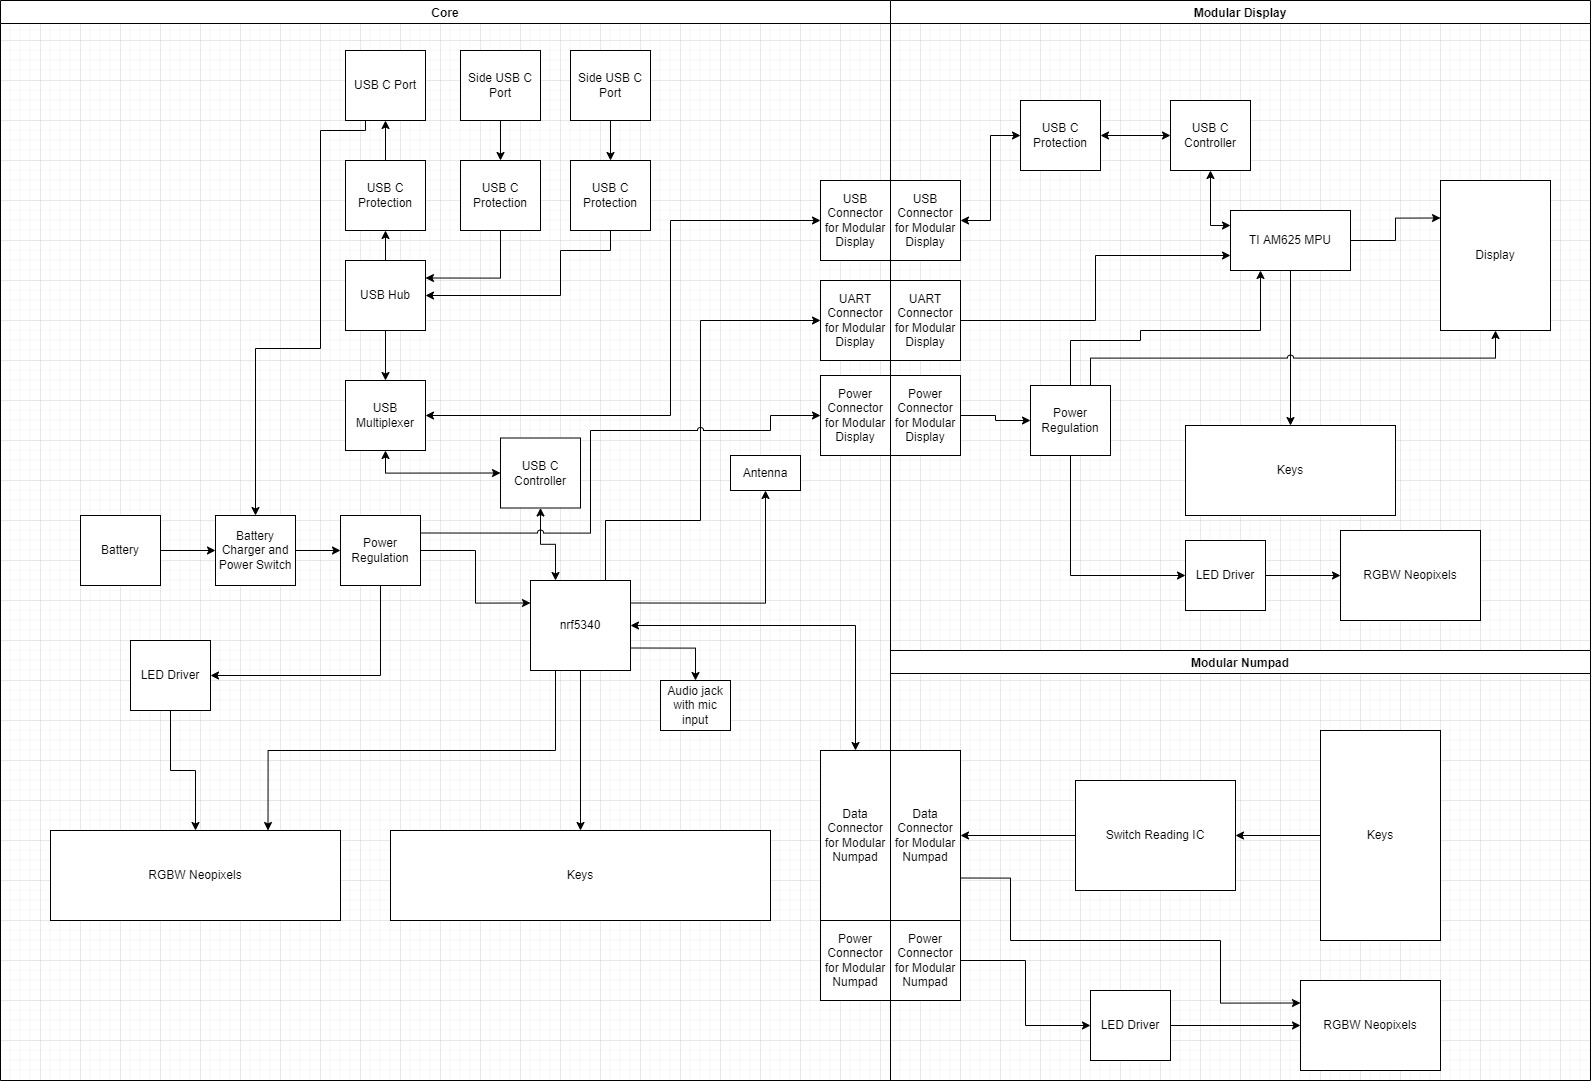 Core
Modular Display
USB C Port
Side USB C
Port
Side USB C
Port
USB C
Protection
USB C
Protection
USB C
Protection
USB Hub
USB
Multiplexer
USB C
Controller
Antenna
Battery
Battery
Charger and
Power Switch
Power
Regulation
nrf5340
LED Driver
Audio jack
with mic
input
RGBW Neopixels
Keys
USB
Connector
for Modular
Display
USB
Connector
for Modular
Display
UART
Connector
for Modular
Display
UART
Connector
for Modular
Display
Power
Connector
for Modular
Display
Power
Connector
for Modular
Display
USB C
Protection
USB C
Controller
TI AM625 MPU
Display
Power
Regulation
Keys
LED Driver
RGBW Neopixels
Modular Numpad
Data
Connector
for Modular
Numpad
Data
Connector
for Modular
Numpad
Switch Reading IC
Keys
Power
Connector
for Modular
Numpad
Power
Connector
for Modular
Numpad
LED Driver
RGBW Neopixels